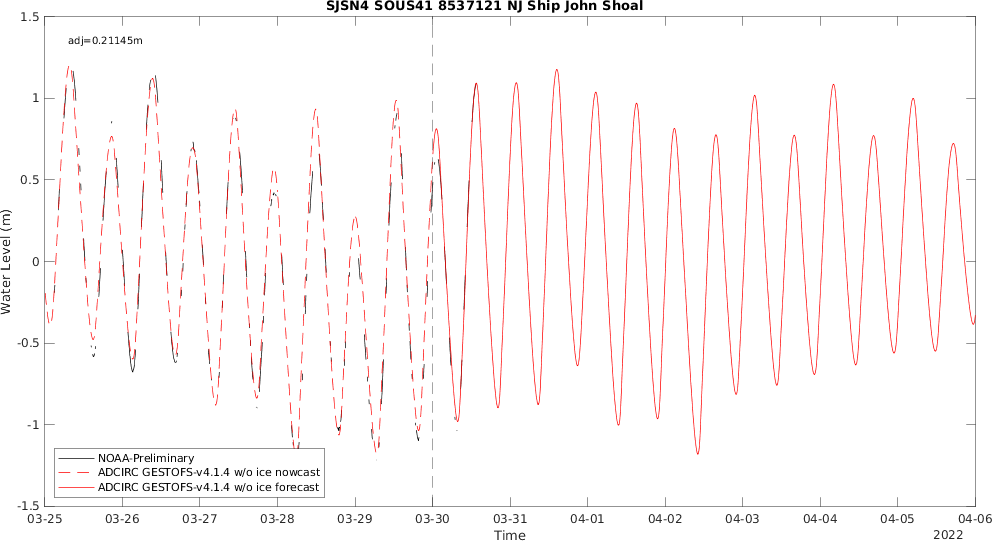 SJSN4 SOUS41 8537121 NJ Ship John Shoal
1.5
adj=0.21145m
1
0.5
0
-0.5
-1
-1.5
Water Level (m)
NOAA-Preliminary
ADCIRC GESTOFS-v4.1.4 w/o ice nowcast
ADCIRC GESTOFS-v4.1.4 w/o ice forecast
03-25 03-26 03-27 03-28 03-29 03-30 03-31 04-01 04-02 04-03 04-04 04-05 04-06
Time
2022